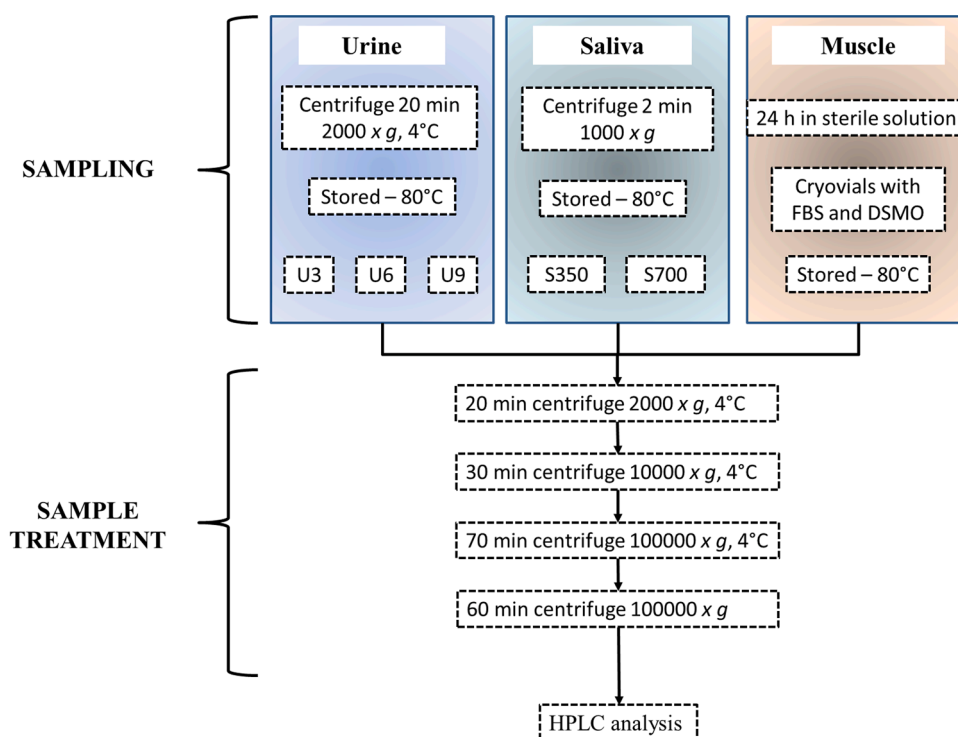 Urine
Centrifuge 20 min
2000 x g, 4°C
Stored – 80°C
U3
U6
U9
Saliva
Centrifuge 2 min
1000 x g
Stored – 80°C
S350
S700
Muscle
24 h in sterile solution
Cryovials with
FBS and DSMO
Stored – 80°C
SAMPLING
20 min centrifuge 2000 x g, 4°C
30 min centrifuge 10000 x g, 4°C
70 min centrifuge 100000 x g, 4°C
60 min centrifuge 100000 x g
SAMPLE
TREATMENT
HPLC analysis